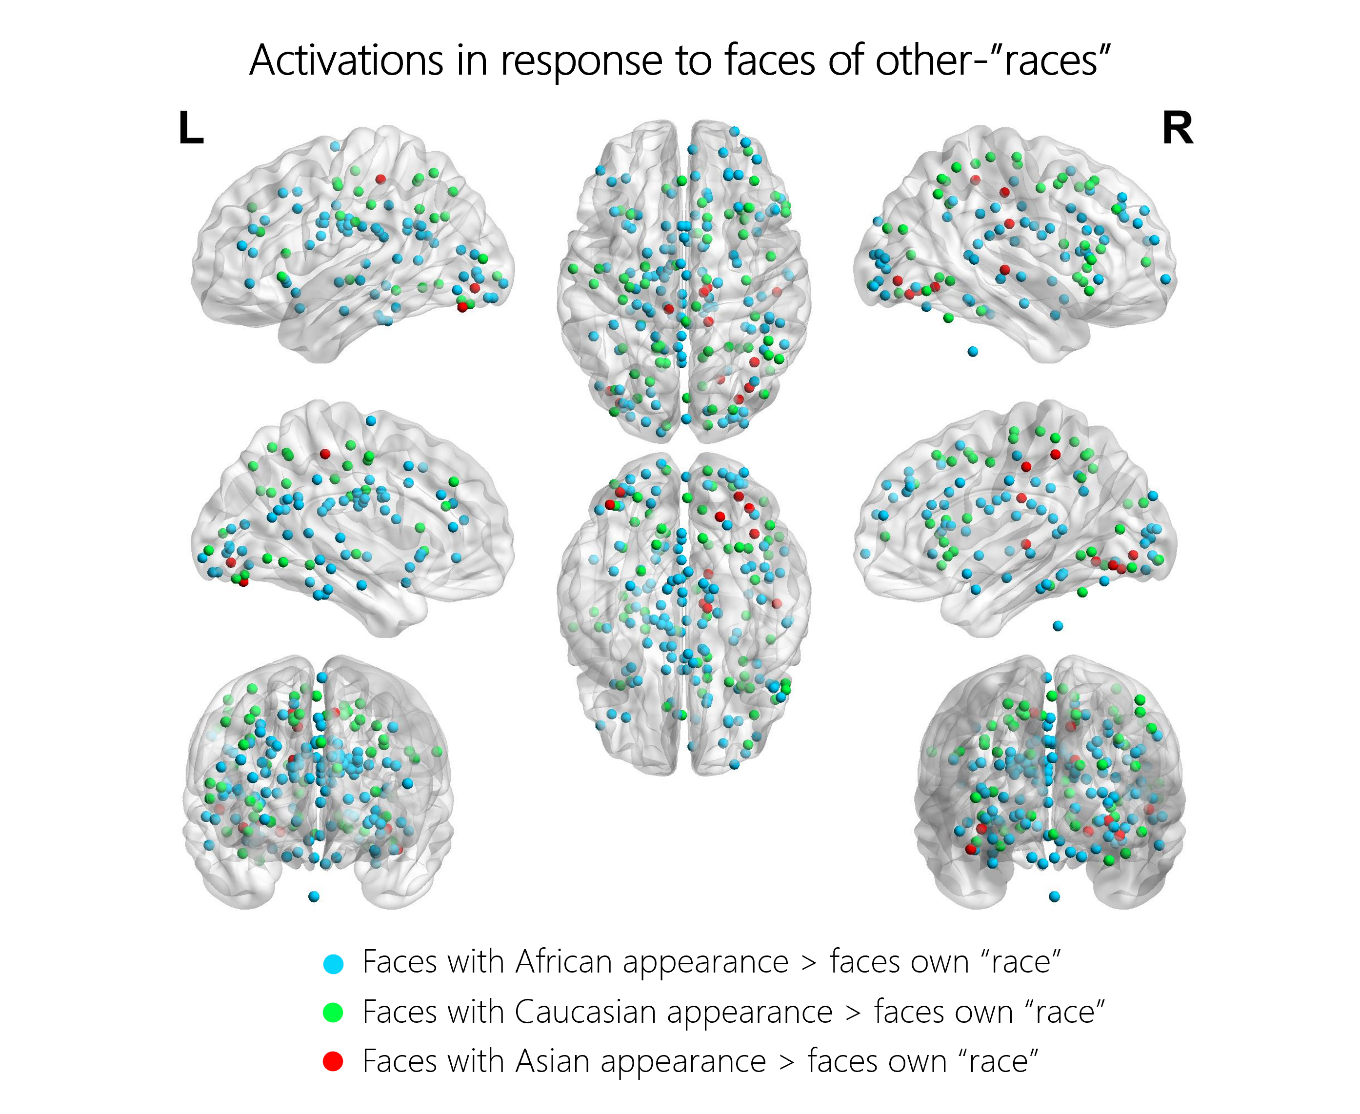 Activations in response to faces of other-"races"
L
R
Faces with African appearance > faces own "race"
Faces with Caucasian appearance > faces own "race"
Faces with Asian appearance > faces own "race"